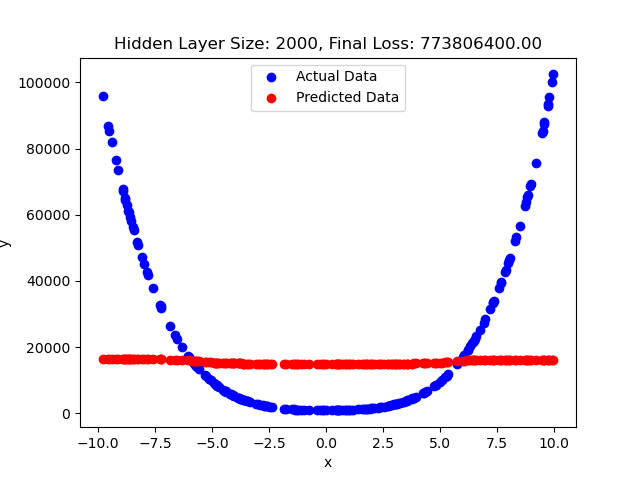 Hidden Layer Size: 2000, Final Loss: 773806400.00
Actual Data
Predicted Data
100000
80000
60000
40000
20000
0
y
−10.0 −7.5 −5.0 −2.5 0.0 2.5 5.0 7.5 10.0
x